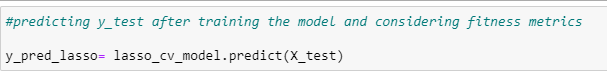 #predicting y_test after training the model and considering fitness metrics
y_pred_lasso= lasso_cv_model.predict(X_test)